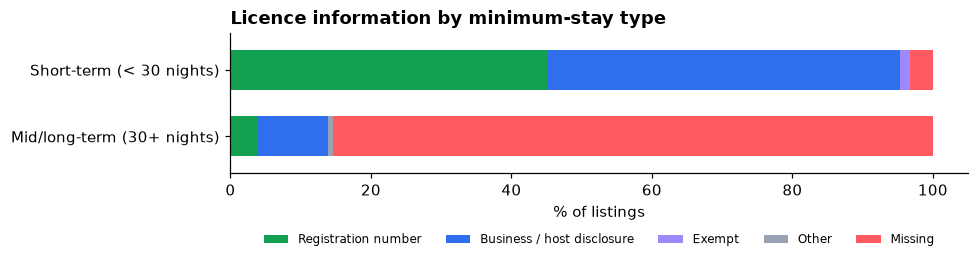 Licence information by minimum-stay type
Short-term (< 30 nights)
Mid/long-term (30+ nights)
0 20 40 60 80 100
% of listings
Registration number Business / host disclosure Exempt Other Missing